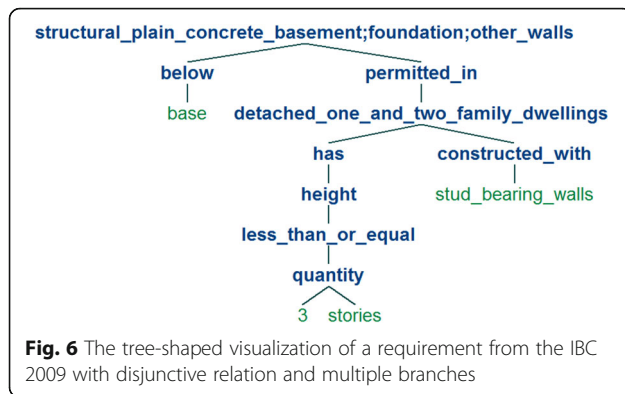 structural_plain_concrete_basement;foundation;other_walls
below permitted_in
base detached_one_and_two_family_dwellings
has constructed_with
height stud_bearing_walls
less_than_or_equal
quantity
3 stories
Fig. 6 The tree-shaped visualization of a requirement from the IBC
2009 with disjunctive relation and multiple branches